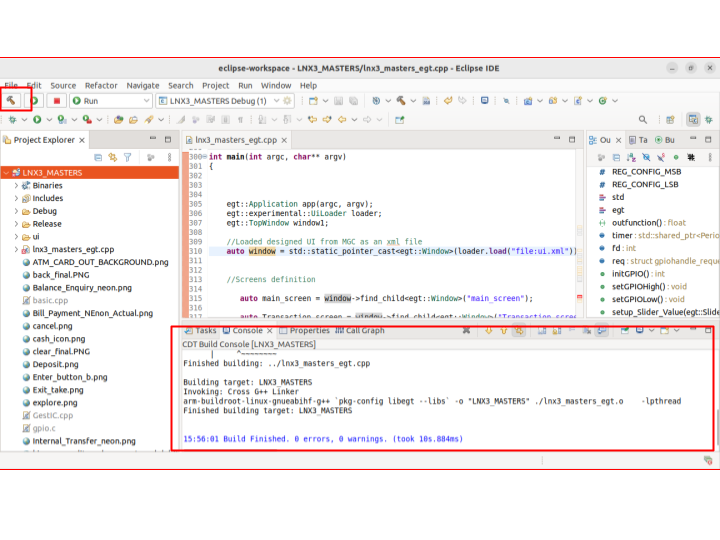 eclipse-workspace - LNX3_MASTERS/lnx3_masters_egt.cpp - Eclipse IDE
File Edit Source Refactor Navigate Search Project Run Window Help
Run
LNX3_MASTERS Debug (1)
Project Explorer
LNX3_MASTERS
Binaries
Includes
Debug
Release
ui
lnx3_masters_egt.cpp
ATM_CARD_OUT_BACKGROUND.png
back_final.PNG
Balance_Enquiry_neon.png
basic.cpp
Bill_Payment_NEnon_Actual.png
cancel.png
cash_icon.png
clear_final.PNG
Deposit.png
Enter_button_b.png
Exit_take.png
explore.png
GestIC.cpp
gpio.c
Internal_Transfer_neon.png
lnx3_masters_egt.cpp
300 int main(int argc, char** argv)
301 {
302
303
304
305 egt::Application app(argc, argv);
306 egt::experimental::UiLoader loader;
307 egt::TopWindow window1;
308
309 //Loaded designed UI from MGC as an xml file
310 auto window = std::static_pointer_cast<egt::Window>(loader.load("file:ui.xml"))
311
312
313 //Screens definition
314
315 auto main_screen = window->find_child<egt::Window>("main_screen");
316
317 auto Transaction_screen = window->find_child<egt::Window>("Transaction_scree
Ou
Ta
Bu
REG_CONFIG_MSB
REG_CONFIG_LSB
std
egt
outfunction() : float
timer : std::shared_ptr<Perio
fd : int
req : struct gpiohandle_reque
initGPIO() : int
setGPIOHigh() : void
setGPIOLow() : void
setup_Slider_Value(egt::Slide
Tasks
Console
Properties
Call Graph
CDT Build Console [LNX3_MASTERS]
| ^~~~~~~~~
Finished building: ../lnx3_masters_egt.cpp
Building target: LNX3_MASTERS
Invoking: Cross G++ Linker
arm-buildroot-linux-gnueabihf-g++ `pkg-config libegt --libs` -o "LNX3_MASTERS" ./lnx3_masters_egt.o -lpthread
Finished building target: LNX3_MASTERS
15:56:01 Build Finished. 0 errors, 0 warnings. (took 10s.884ms)